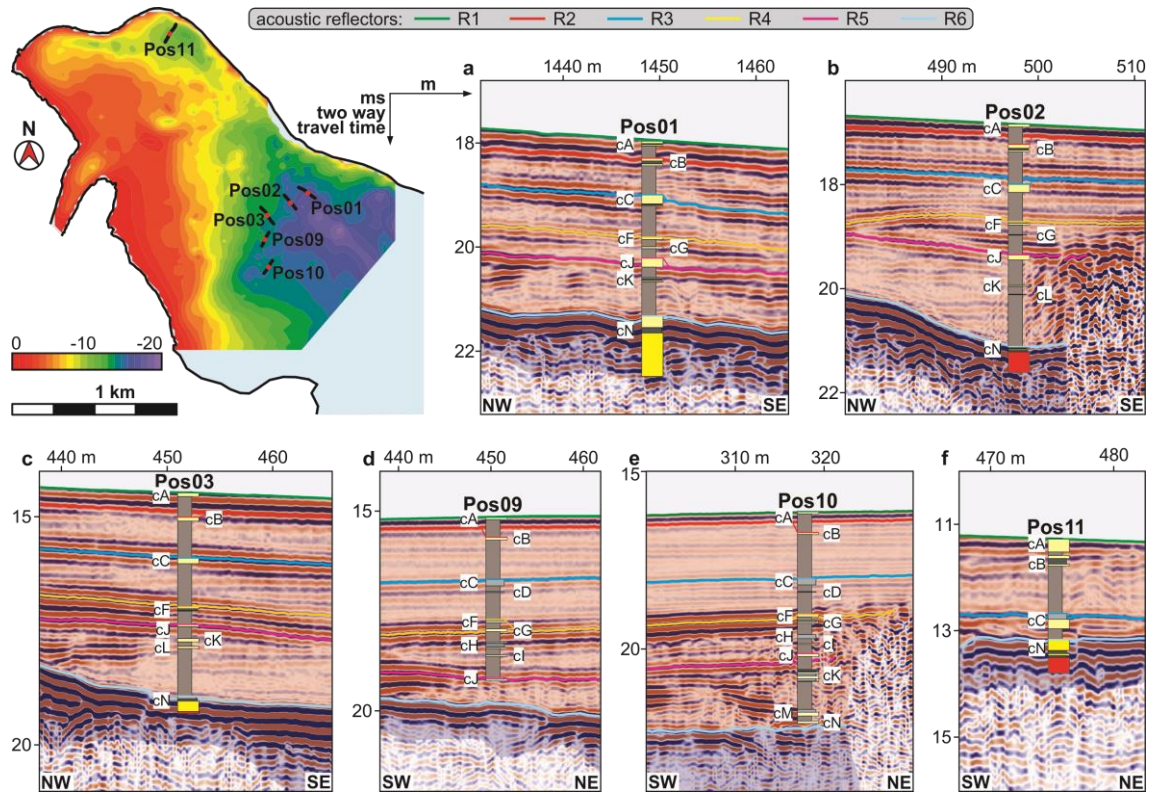 acoustic reflectors: R1 R2 R3 R4 R5 R6
Pos11
N
ms
two way
travel time
m
Pos02
Pos01
Pos03
Pos09
Pos10
0 -10 -20
1 km
a
1440 m 1450 1460
Pos01
18
20
22
cA
cB
cC
cF
cG
cJ
cK
cN
NW SE
b
490 m 500 510
Pos02
18
20
22
cA
cB
cC
cF
cG
cJ
cK
cL
cN
NW SE
c
440 m 450 460
Pos03
15
20
cA
cB
cC
cF
cJ
cK
cL
cN
NW SE
d
440 m 450 460
Pos09
15
20
cA
cB
cC
cD
cF
cG
cH
cI
cJ
SW NE
e
310 m 320
Pos10
15
20
cA
cB
cC
cD
cF
cG
cH
cI
cJ
cK
cM
cN
SW NE
f
470 m 480
Pos11
11
13
15
cA
cB
cC
cN
SW NE